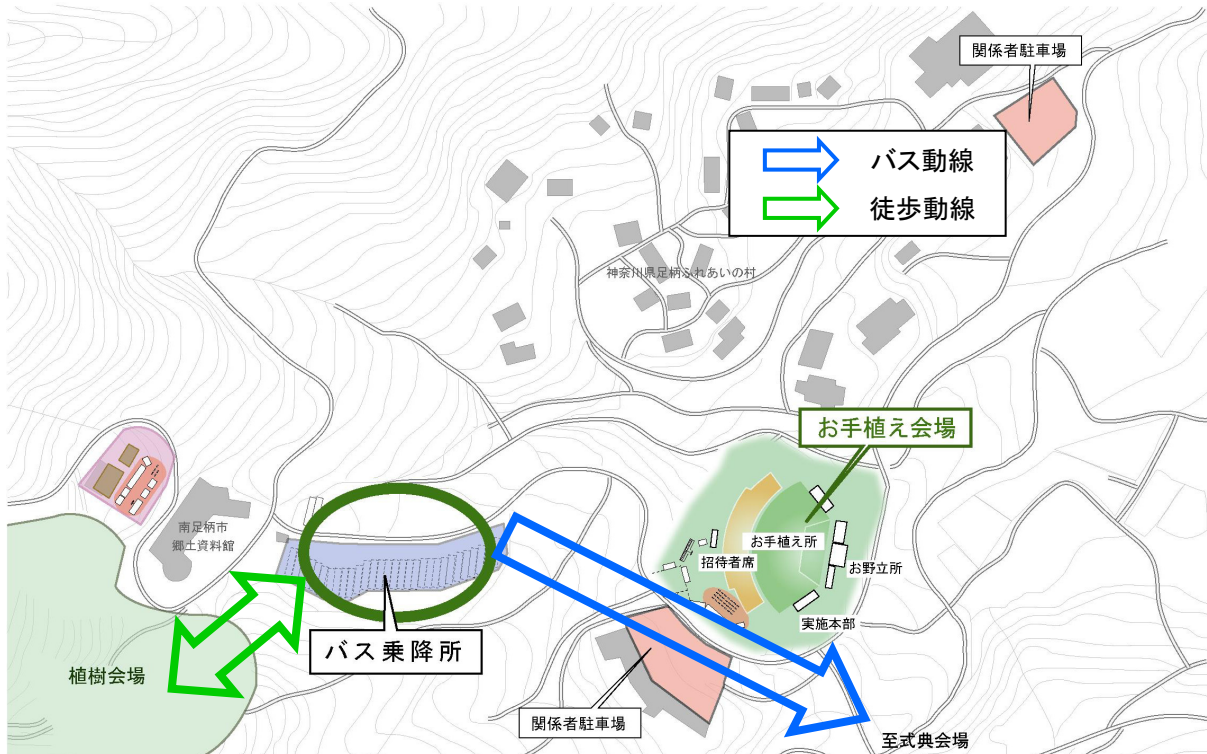 関係者駐車場
バス動線
徒歩動線
神奈川県足柄ふれあいの村
お手植え会場
南足柄市
郷土資料館
お手植え所
招待者席
お野立所
実施本部
バス乗降所
植樹会場
関係者駐車場
至式典会場